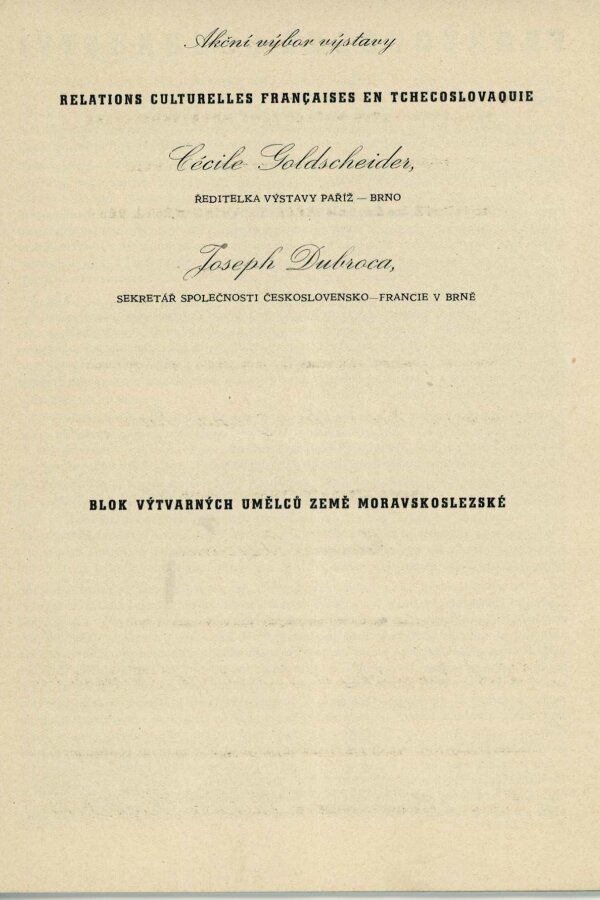 Akční výbor výstavy
RELATIONS CULTURELLES FRANÇAISES EN TCHECOSLOVAQUIE
Cécile Goldscheider,
ŘEDITELKA VÝSTAVY PAŘÍŽ — BRNO
Joseph Dubroca,
SEKRETÁŘ SPOLEČNOSTI ČESKOSLOVENSKO—FRANCIE V BRNĚ
BLOK VÝTVARNÝCH UMĚLCŮ ZEMĚ MORAVSKOSLEZSKÉ